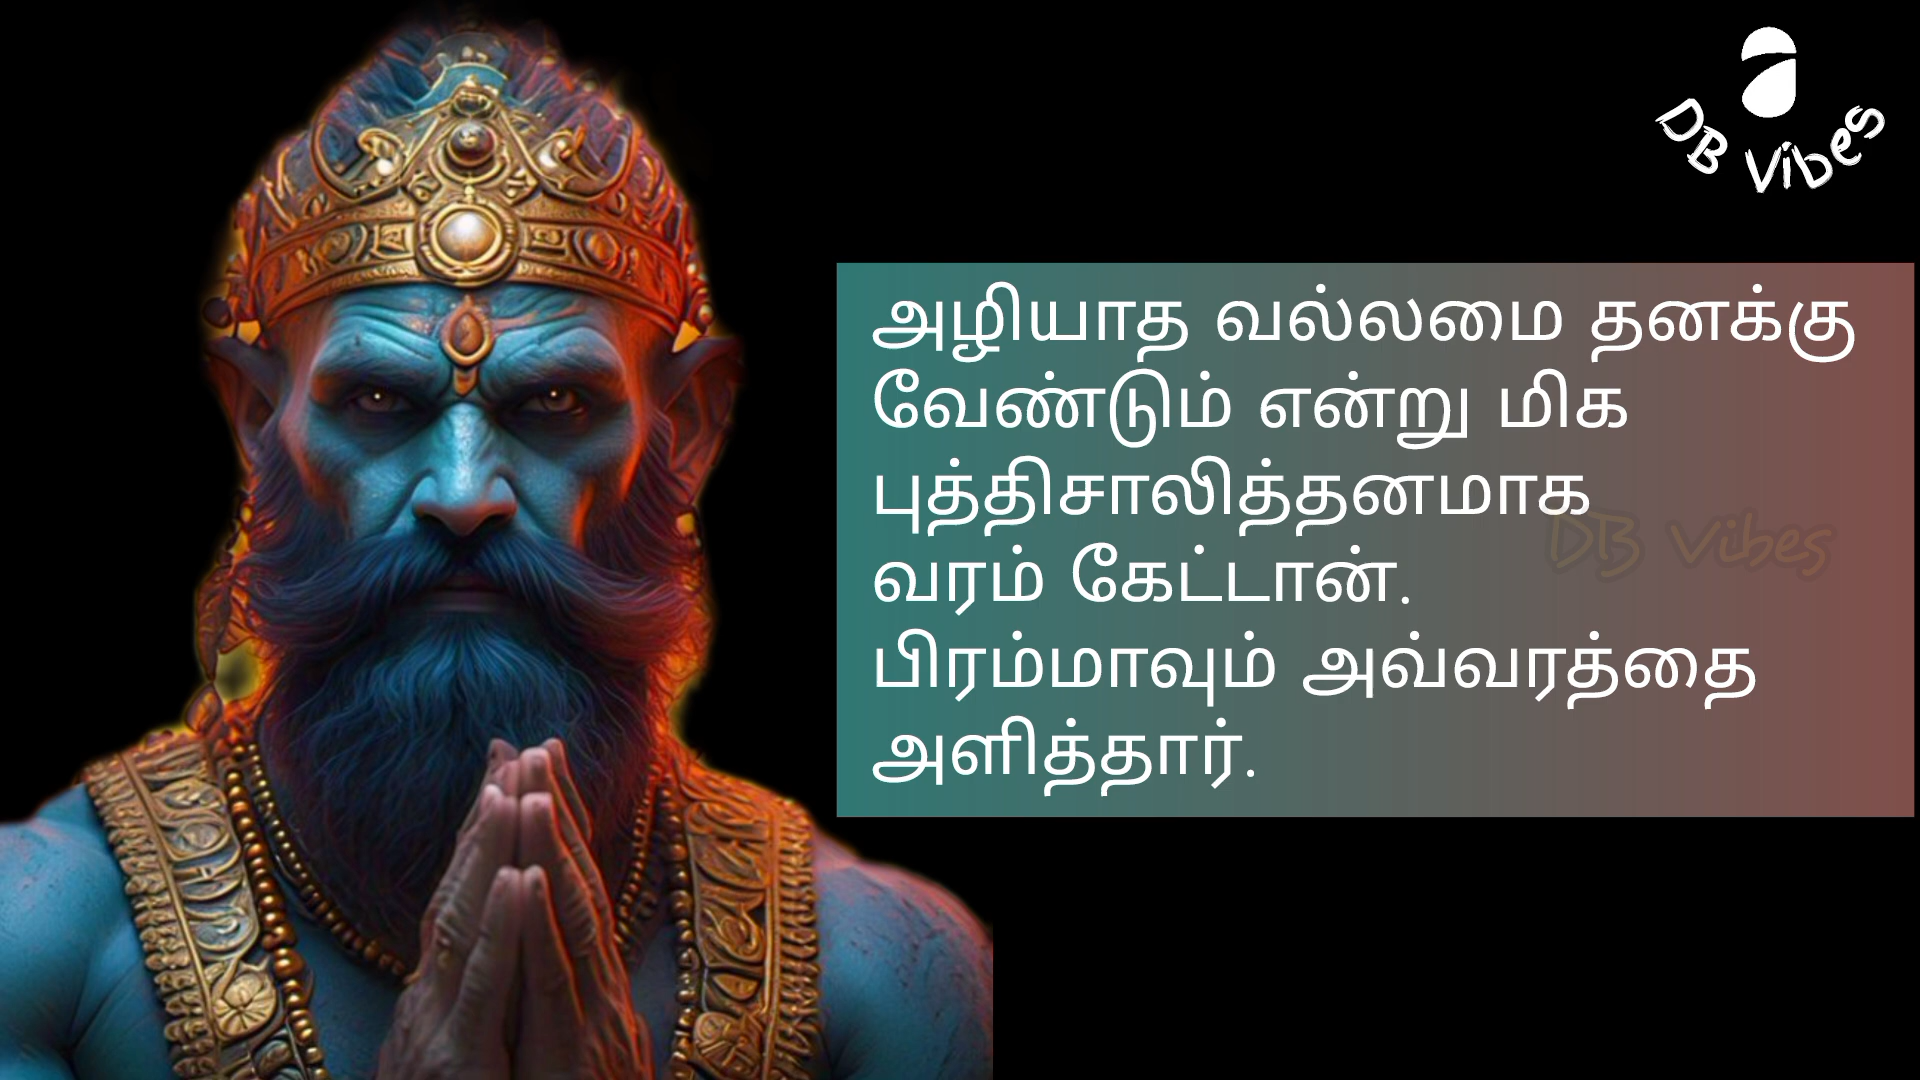 DB Vibes
அழியாத வல்லமை தனக்கு
வேண்டும் என்று மிக
புத்திசாலித்தனமாக
DB Vibes
வரம் கேட்டான்.
பிரம்மாவும் அவ்வரத்தை
அளித்தார்.